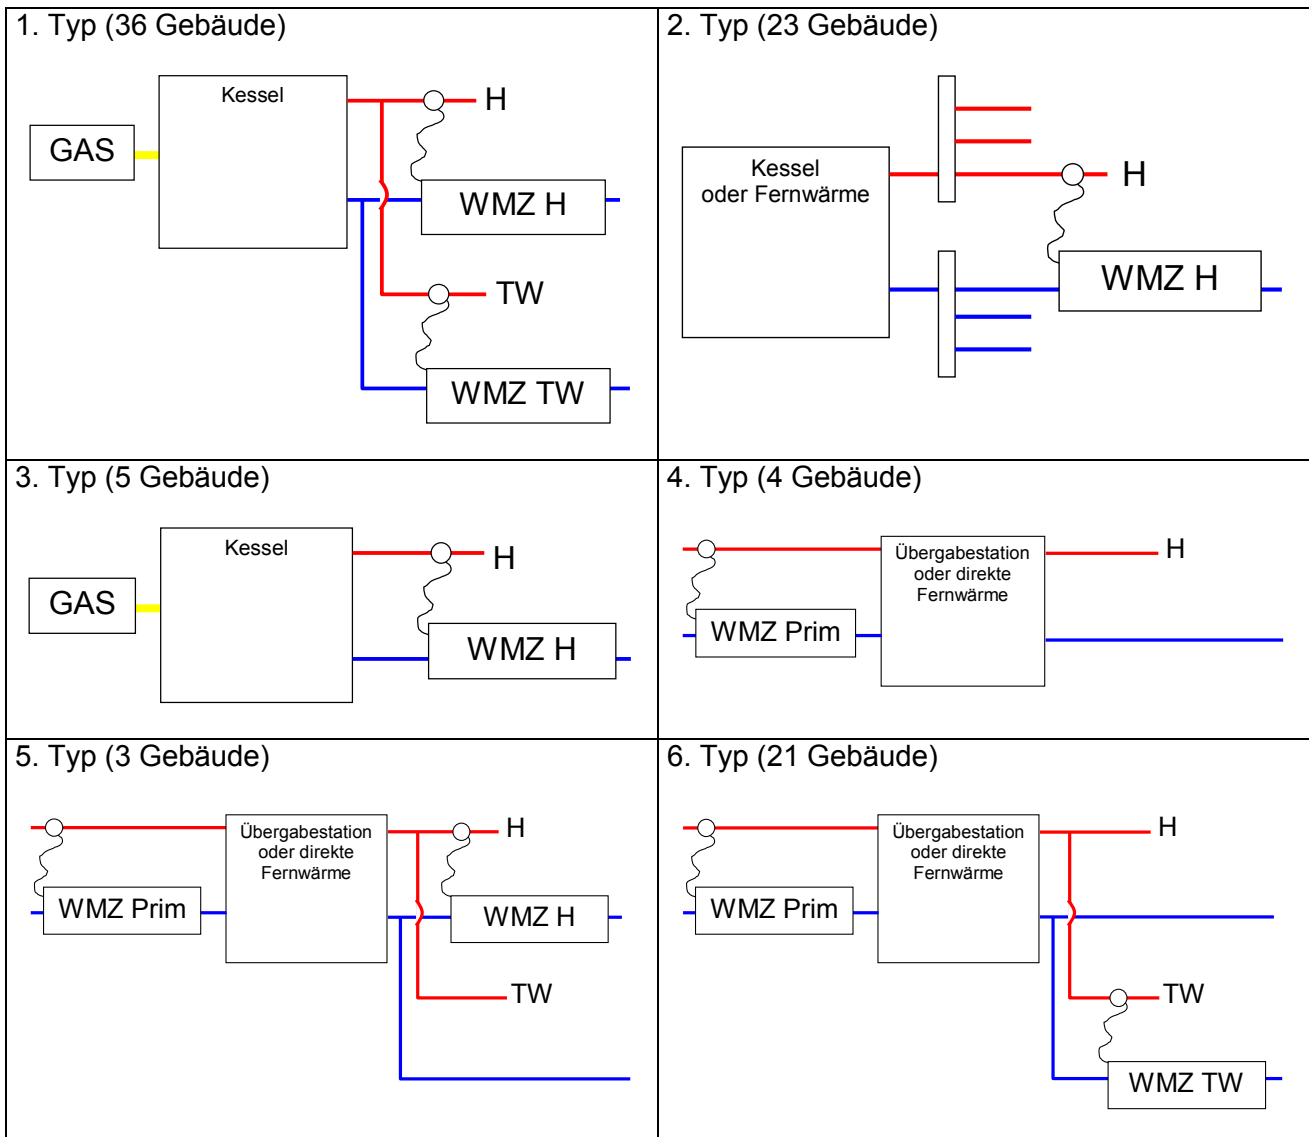 1. Typ (36 Gebäude)
Kessel
GAS
H
WMZ H
TW
WMZ TW
2. Typ (23 Gebäude)
Kessel
oder Fernwärme
H
WMZ H
3. Typ (5 Gebäude)
Kessel
GAS
H
WMZ H
4. Typ (4 Gebäude)
Übergabestation
oder direkte
Fernwärme
H
WMZ Prim
5. Typ (3 Gebäude)
Übergabestation
oder direkte
Fernwärme
H
WMZ Prim
WMZ H
TW
6. Typ (21 Gebäude)
Übergabestation
oder direkte
Fernwärme
H
WMZ Prim
TW
WMZ TW